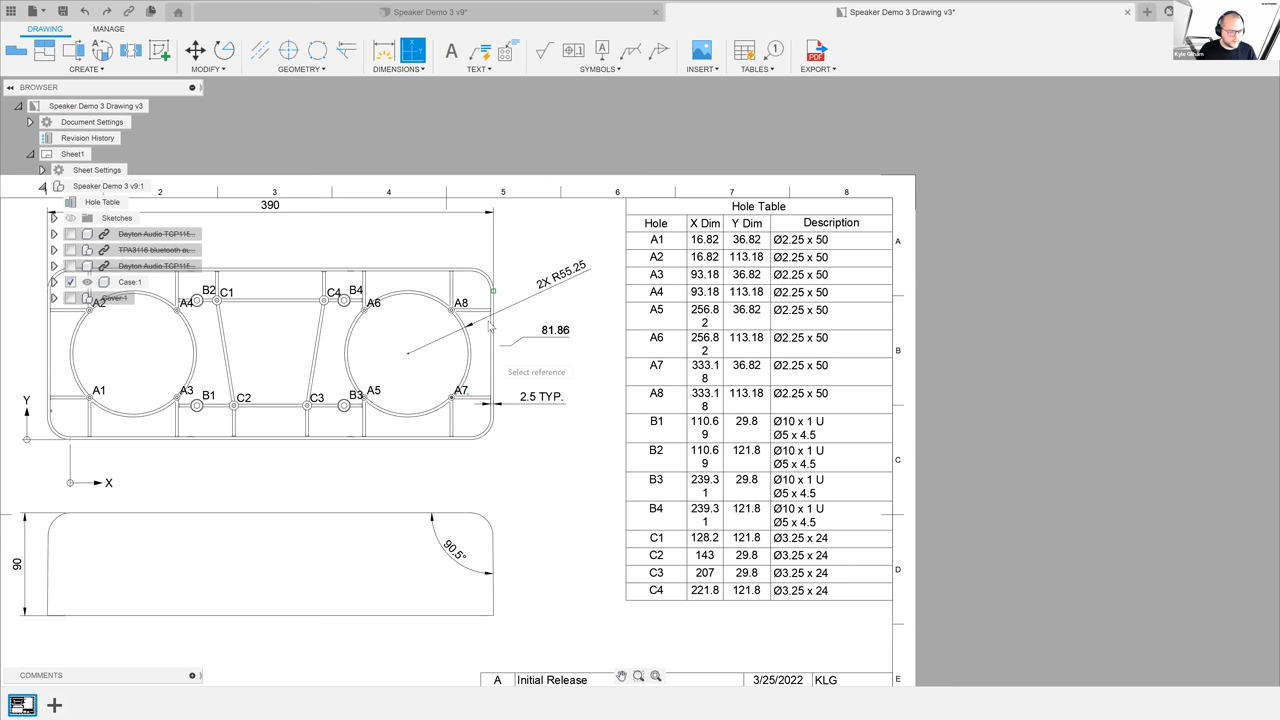 Speaker Demo 3 v9*
Speaker Demo 3 Drawing v3*
DRAWING
MANAGE
CREATE
MODIFY
GEOMETRY
DIMENSIONS
TEXT
SYMBOLS
INSERT
TABLES
EXPORT
PDF
BROWSER
Speaker Demo 3 Drawing v3
Document Settings
Revision History
Sheet1
Sheet Settings
Speaker Demo 3 v9:1
Hole Table
Sketches
Case:1
Cover:1
2
3
4
5
6
7
8
390
B2
C1
C4
B4
A2
A4
A6
A8
2X R55.25
81.86
Select reference
A1
A3
B1
C2
C3
B3
A5
A7
2.5 TYP.
Y
X
90
90.5°
Hole Table
Hole X Dim Y Dim Description
A1 16.82 36.82 Ø2.25 x 50
A2 16.82 113.18 Ø2.25 x 50
A3 93.18 36.82 Ø2.25 x 50
A4 93.18 113.18 Ø2.25 x 50
A5 256.8 36.82 Ø2.25 x 50
2
A6 256.8 113.18 Ø2.25 x 50
2
A7 333.1 36.82 Ø2.25 x 50
8
A8 333.1 113.18 Ø2.25 x 50
8
B1 110.6 29.8 Ø10 x 1 U
9 Ø5 x 4.5
B2 110.6 121.8 Ø10 x 1 U
9 Ø5 x 4.5
B3 239.3 29.8 Ø10 x 1 U
1 Ø5 x 4.5
B4 239.3 121.8 Ø10 x 1 U
1 Ø5 x 4.5
C1 128.2 121.8 Ø3.25 x 24
C2 143 29.8 Ø3.25 x 24
C3 207 29.8 Ø3.25 x 24
C4 221.8 121.8 Ø3.25 x 24
A
B
C
D
E
A Initial Release 3/25/2022 KLG
COMMENTS